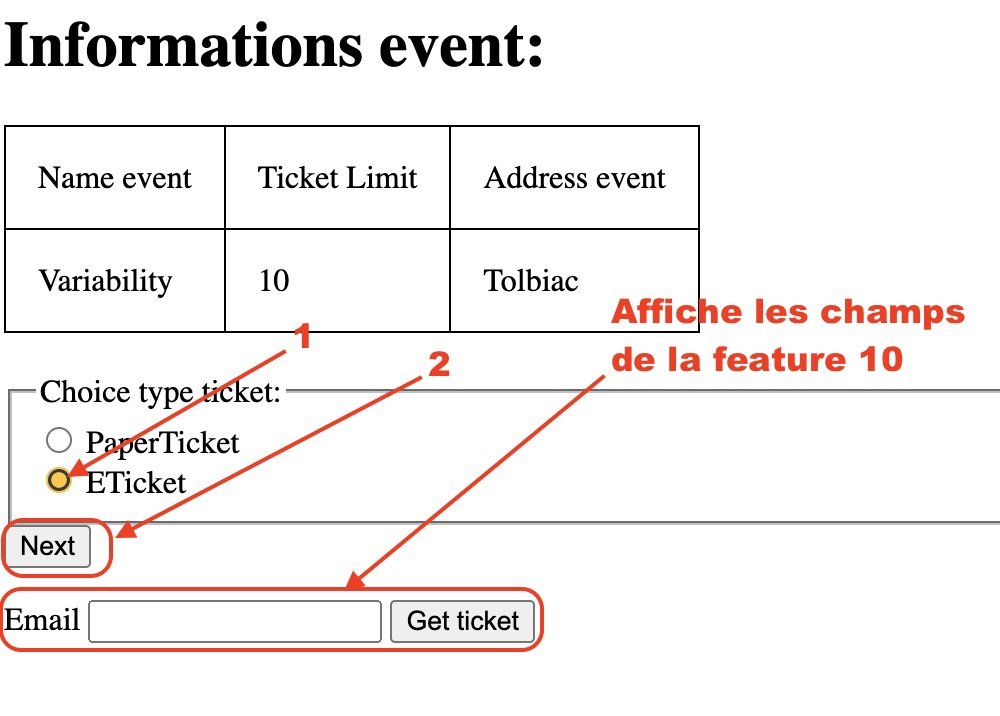 Informations event:
Name event Ticket Limit Address event
Variability 10 Tolbiac
Affiche les champs
de la feature 10
1
2
Choice type ticket:
PaperTicket
ETicket
Next
Email Get ticket